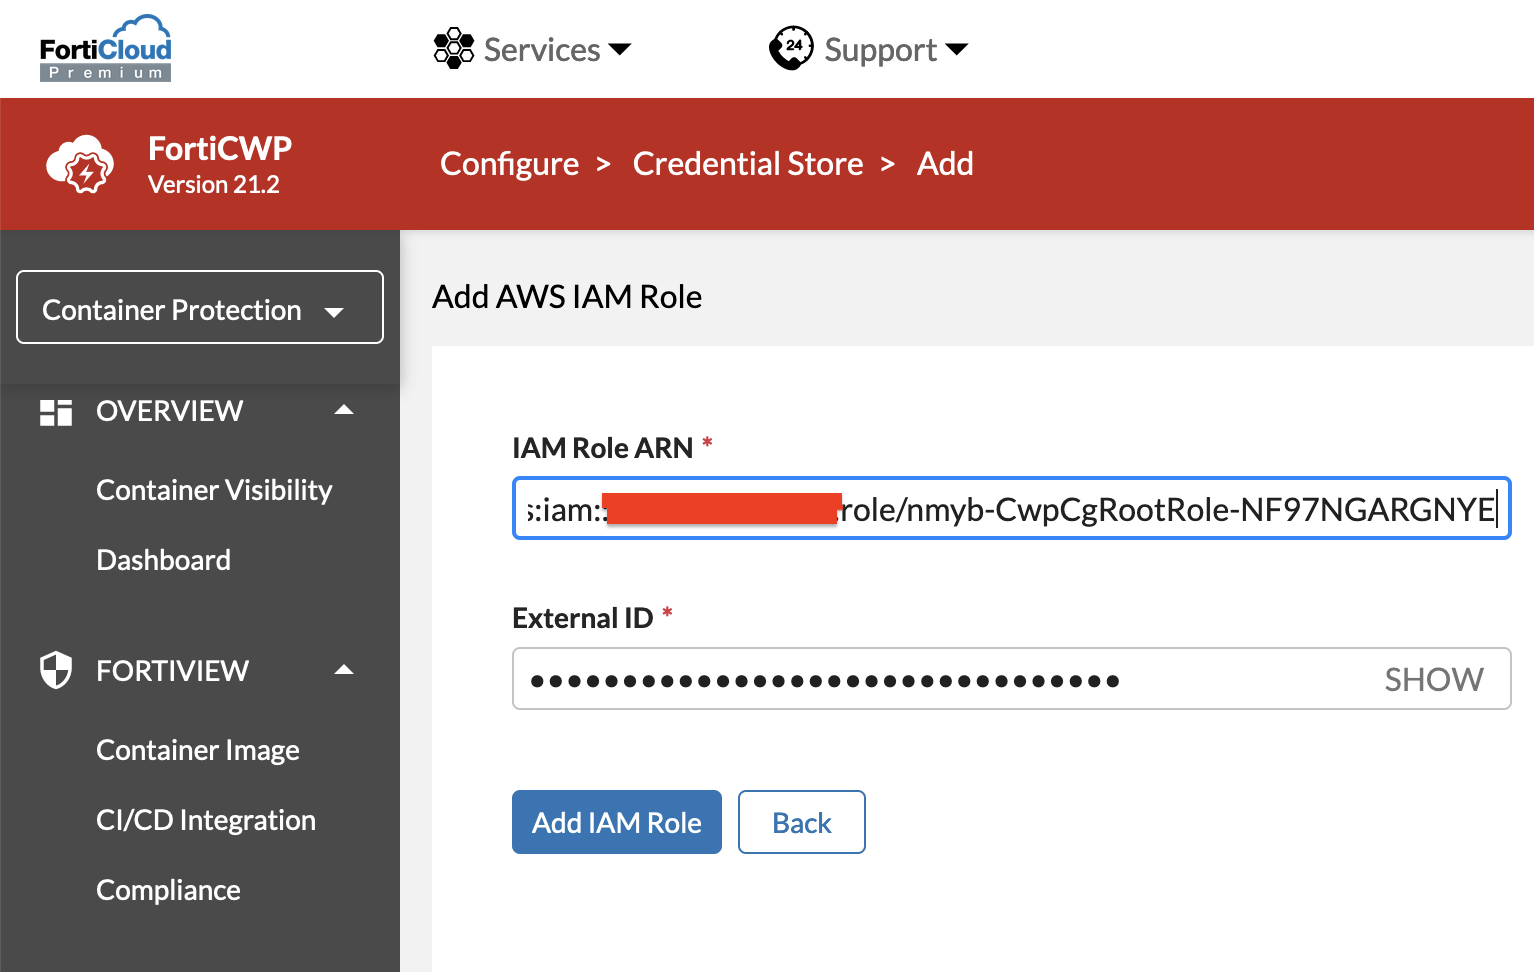 FortiCloud
Premium
Services
24
Support
FortiCWP
Version 21.2
Configure > Credential Store > Add
Container Protection
OVERVIEW
Container Visibility
Dashboard
FORTIVIEW
Container Image
CI/CD Integration
Compliance
Add AWS IAM Role
IAM Role ARN *
s:iam:: :role/nmyb-CwpCgRootRole-NF97NGARGNYE
External ID *
••••••••••••••••••••••••••••••••
SHOW
Add IAM Role
Back